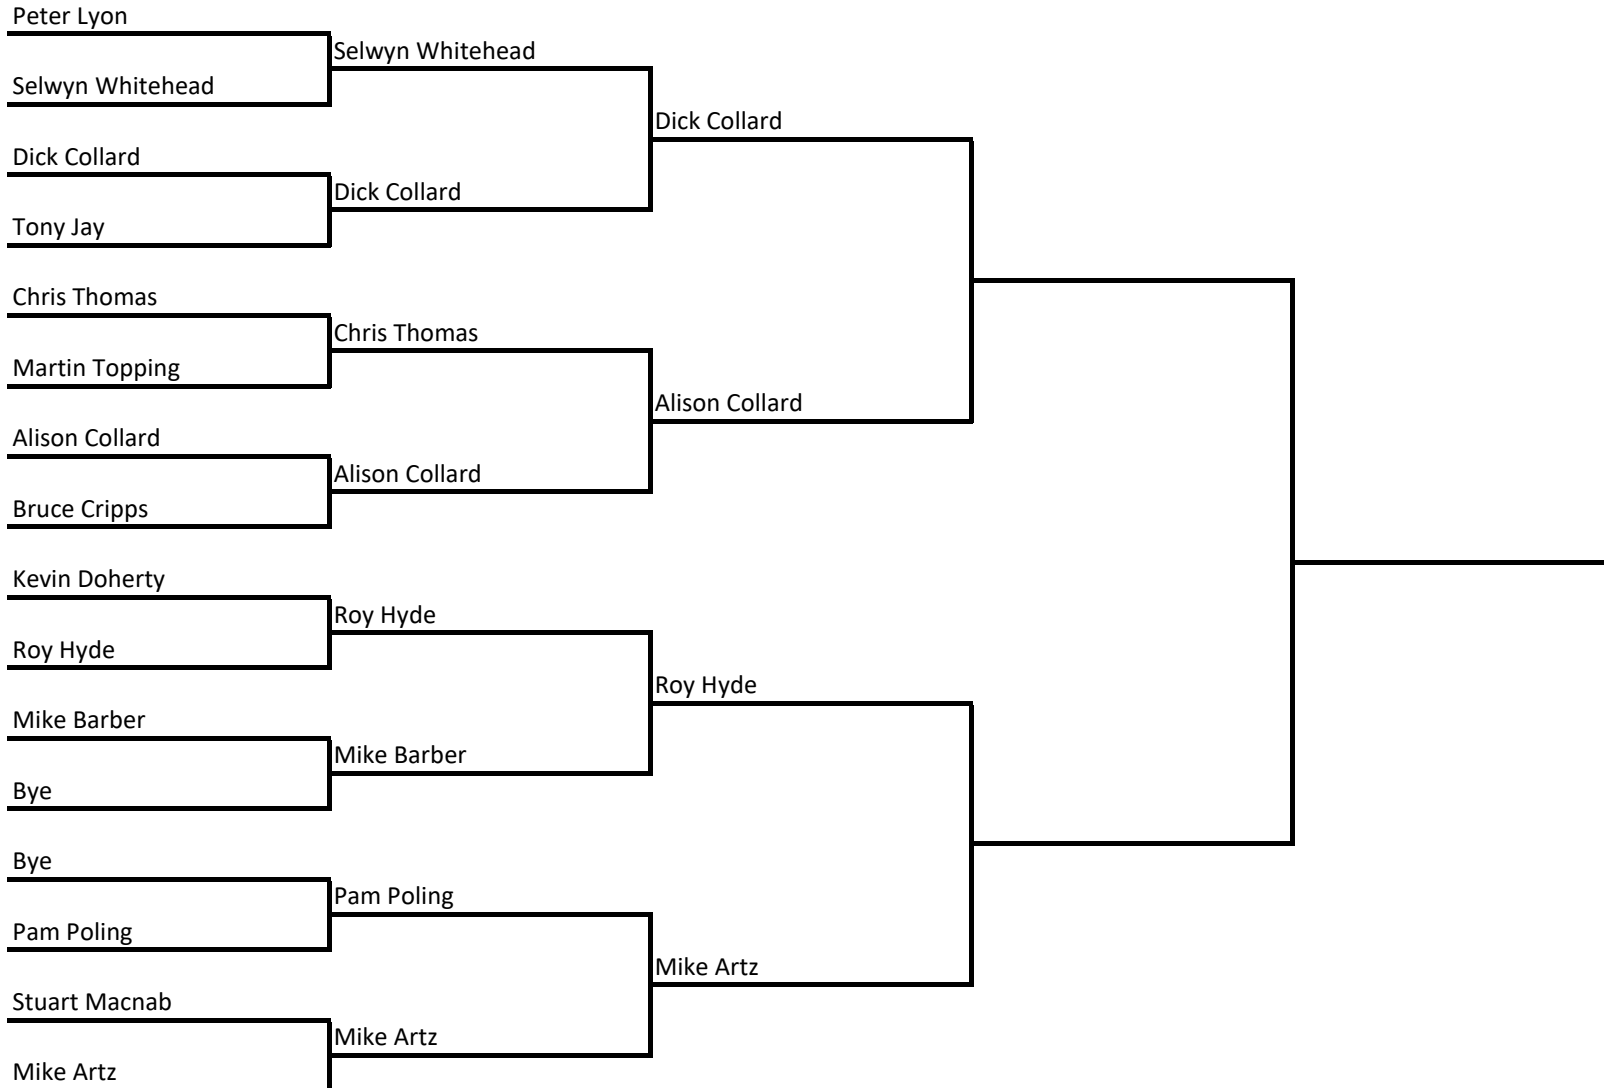 Peter Lyon
Selwyn Whitehead
Dick Collard
Tony Jay
Chris Thomas
Martin Topping
Alison Collard
Bruce Cripps
Kevin Doherty
Roy Hyde
Mike Barber
Bye
Bye
Pam Poling
Stuart Macnab
Mike Artz
Selwyn Whitehead
Dick Collard
Chris Thomas
Alison Collard
Roy Hyde
Mike Barber
Pam Poling
Mike Artz
Dick Collard
Alison Collard
Roy Hyde
Mike Artz